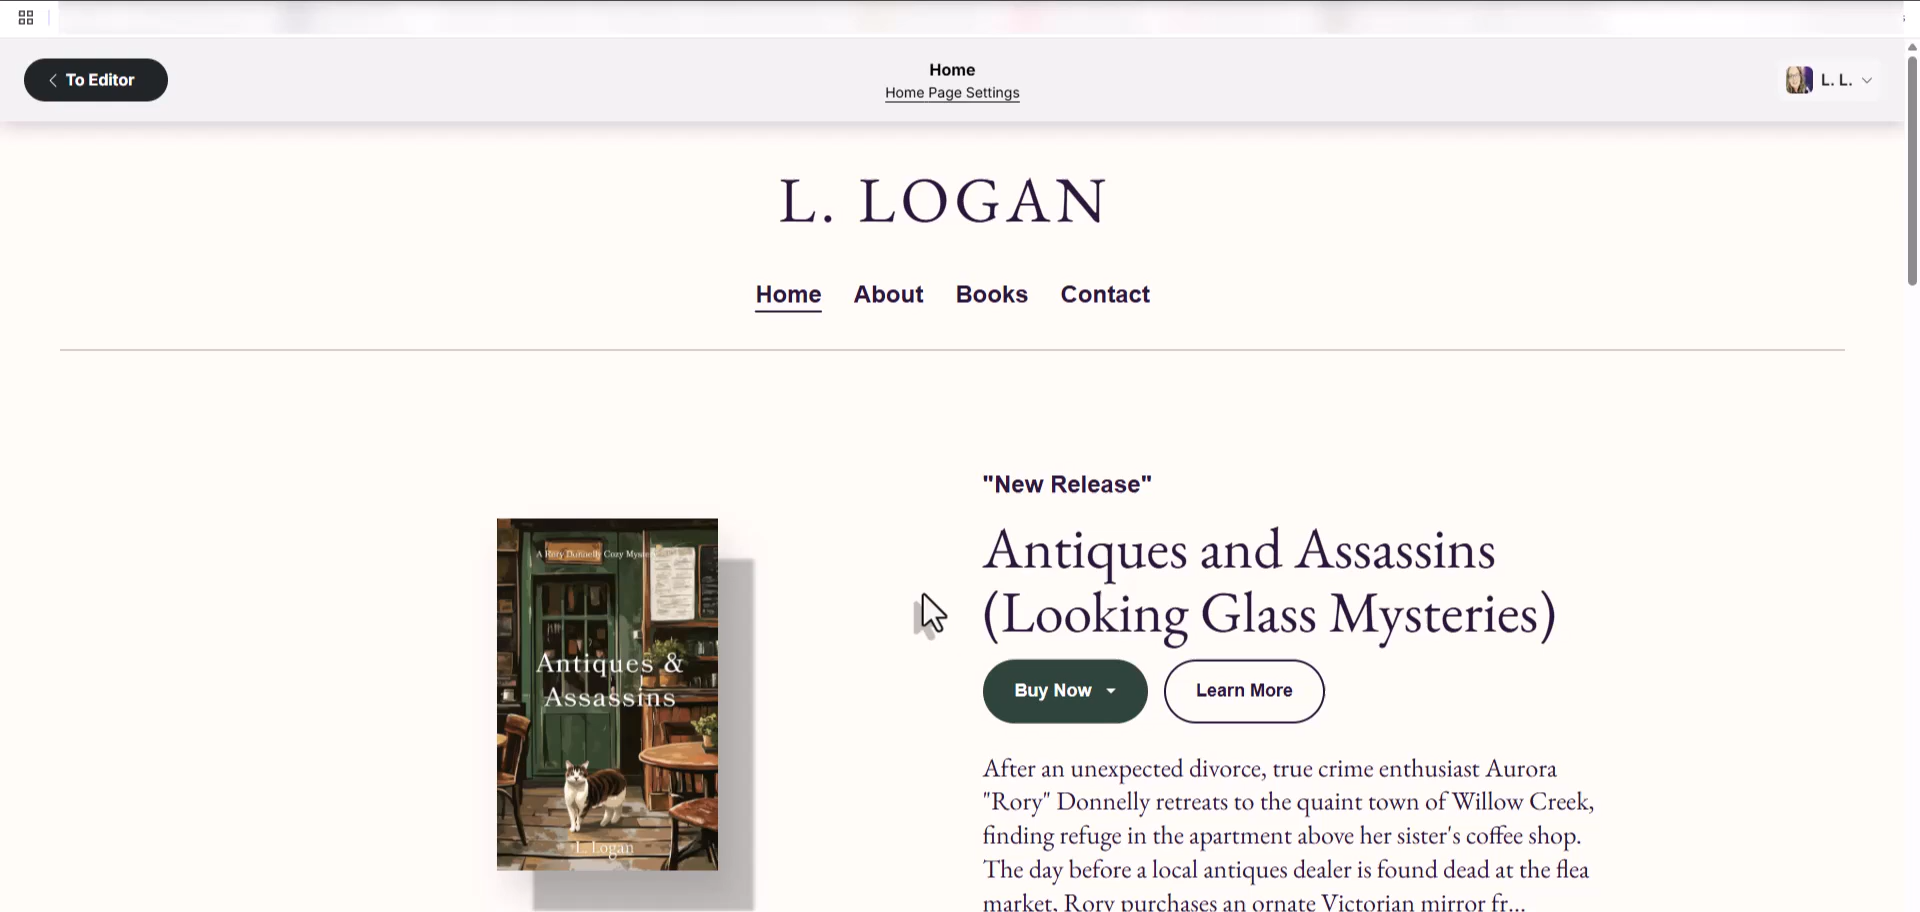 To Editor
Home
Home Page Settings
L. L.
L. LOGAN
Home About Books Contact
"New Release"
Antiques and Assassins
(Looking Glass Mysteries)
Buy Now
Learn More
After an unexpected divorce, true crime enthusiast Aurora
"Rory" Donnelly retreats to the quaint town of Willow Creek,
finding refuge in the apartment above her sister's coffee shop.
The day before a local antiques dealer is found dead at the flea
market, Rory purchases an ornate Victorian mirror fr...
A Rory Donnelly Cozy
Antiques &
Assassins
L. Logan